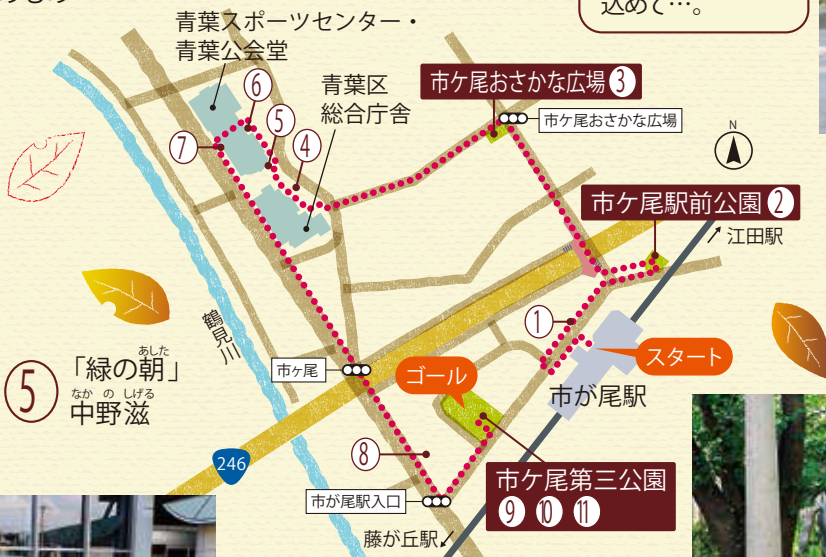 込めて…。
青葉スポーツセンター・
青葉公会堂
青葉区
総合庁舎
市ケ尾おさかな広場 ③
市ケ尾おさかな広場
N
市ケ尾駅前公園 ②
江田駅
⑥
⑤
④
⑦
①
スタート
市が尾駅
鶴見川
市ヶ尾
ゴール
あした
⑤ 「緑の朝」
なか の しげる
中野滋
246
⑧
市が尾駅入口
市ケ尾第三公園
⑨ ⑩ ⑪
藤が丘駅